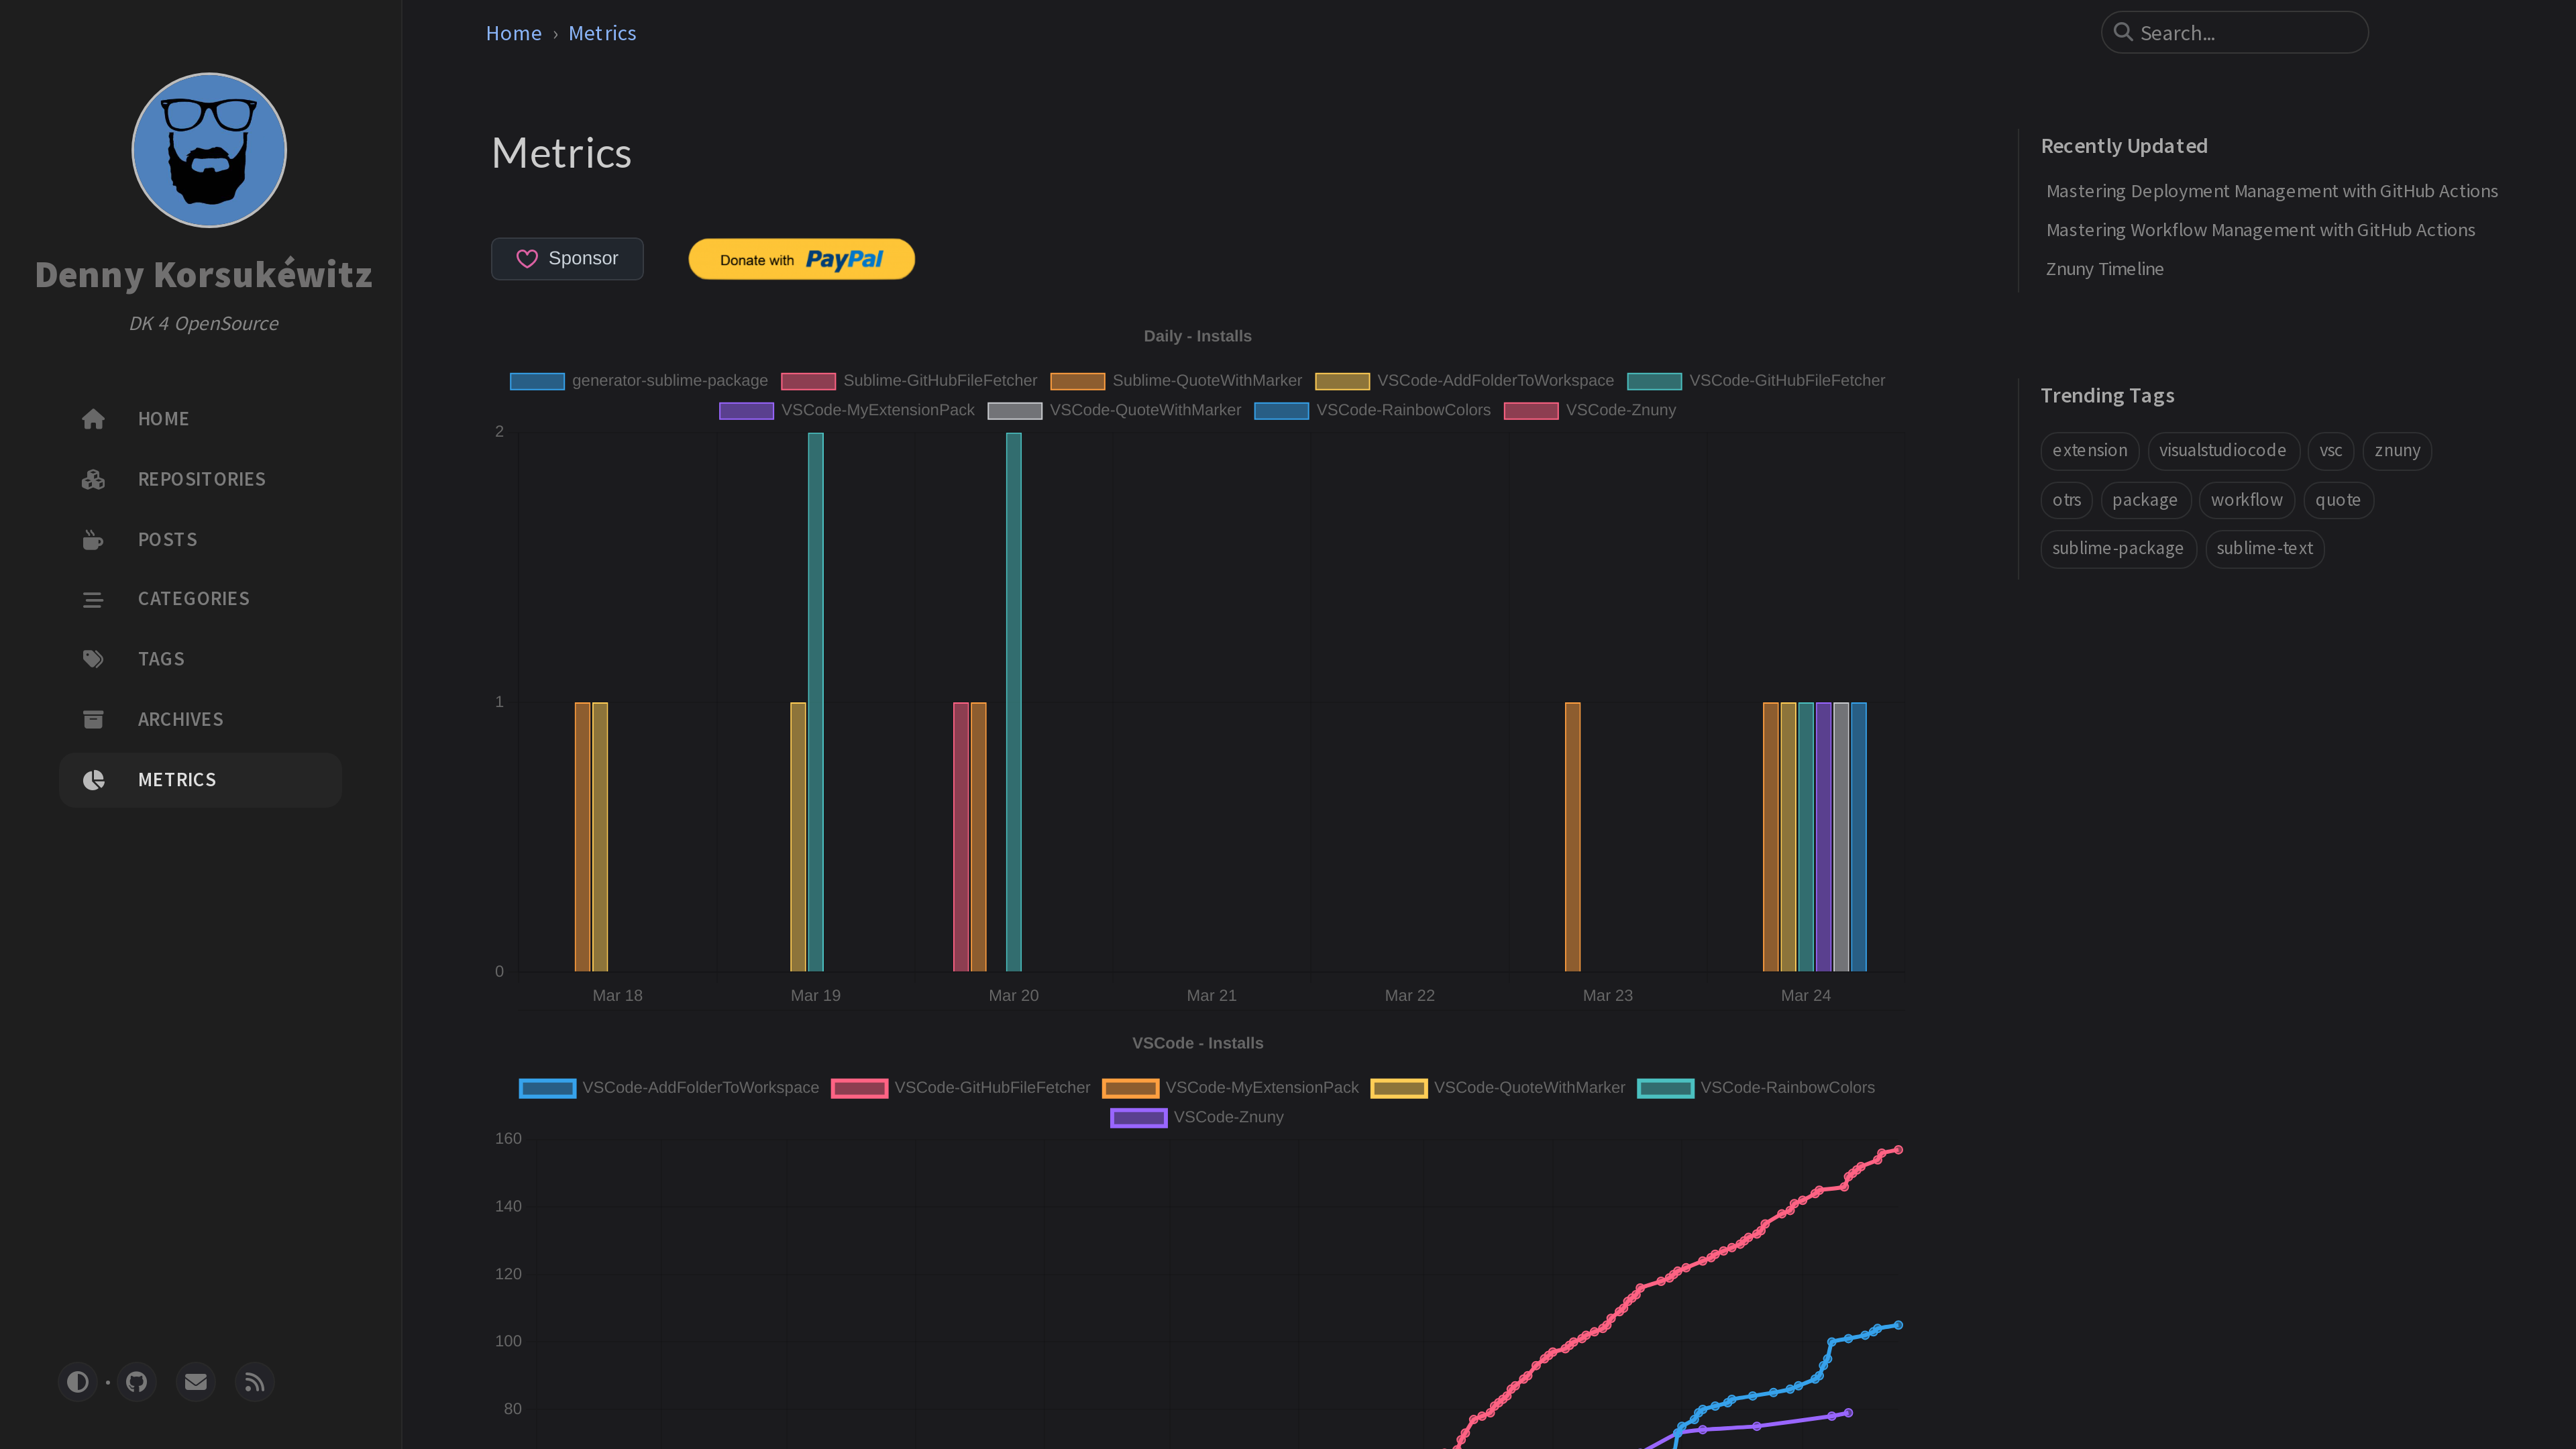 Denny Korsukéwitz
DK 4 OpenSource
HOME
REPOSITORIES
POSTS
CATEGORIES
TAGS
ARCHIVES
METRICS
Home › Metrics
Search...
Metrics
Sponsor
Donate with PayPal
Daily - Installs
generator-sublime-package Sublime-GitHubFileFetcher Sublime-QuoteWithMarker VSCode-AddFolderToWorkspace VSCode-GitHubFileFetcher
VSCode-MyExtensionPack VSCode-QuoteWithMarker VSCode-RainbowColors VSCode-Znuny
2
1
0
Mar 18 Mar 19 Mar 20 Mar 21 Mar 22 Mar 23 Mar 24
VSCode - Installs
VSCode-AddFolderToWorkspace VSCode-GitHubFileFetcher VSCode-MyExtensionPack VSCode-QuoteWithMarker VSCode-RainbowColors
VSCode-Znuny
160
140
120
100
80
Recently Updated
Mastering Deployment Management with GitHub Actions
Mastering Workflow Management with GitHub Actions
Znuny Timeline
Trending Tags
extension visualstudiocode vsc znuny
otrs package workflow quote
sublime-package sublime-text